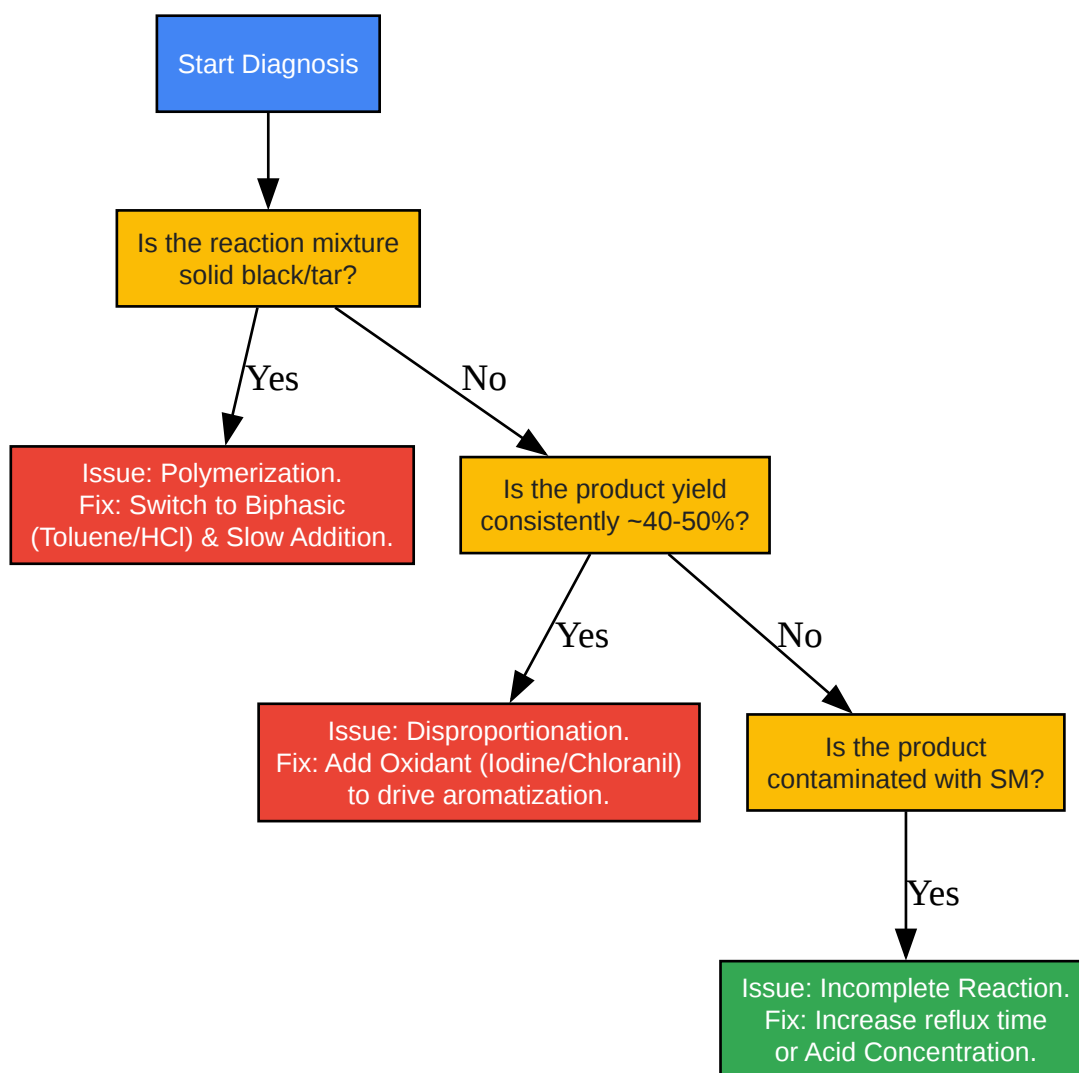 Start Diagnosis
Is the reaction mixture
solid black/tar?
Yes
No
Issue: Polymerization.
Fix: Switch to Biphasic
(Toluene/HCl) & Slow Addition.
Is the product yield
consistently ~40-50%?
Yes
No
Issue: Disproportionation.
Fix: Add Oxidant (Iodine/Chloranil)
to drive aromatization.
Is the product
contaminated with SM?
Yes
Issue: Incomplete Reaction.
Fix: Increase reflux time
or Acid Concentration.